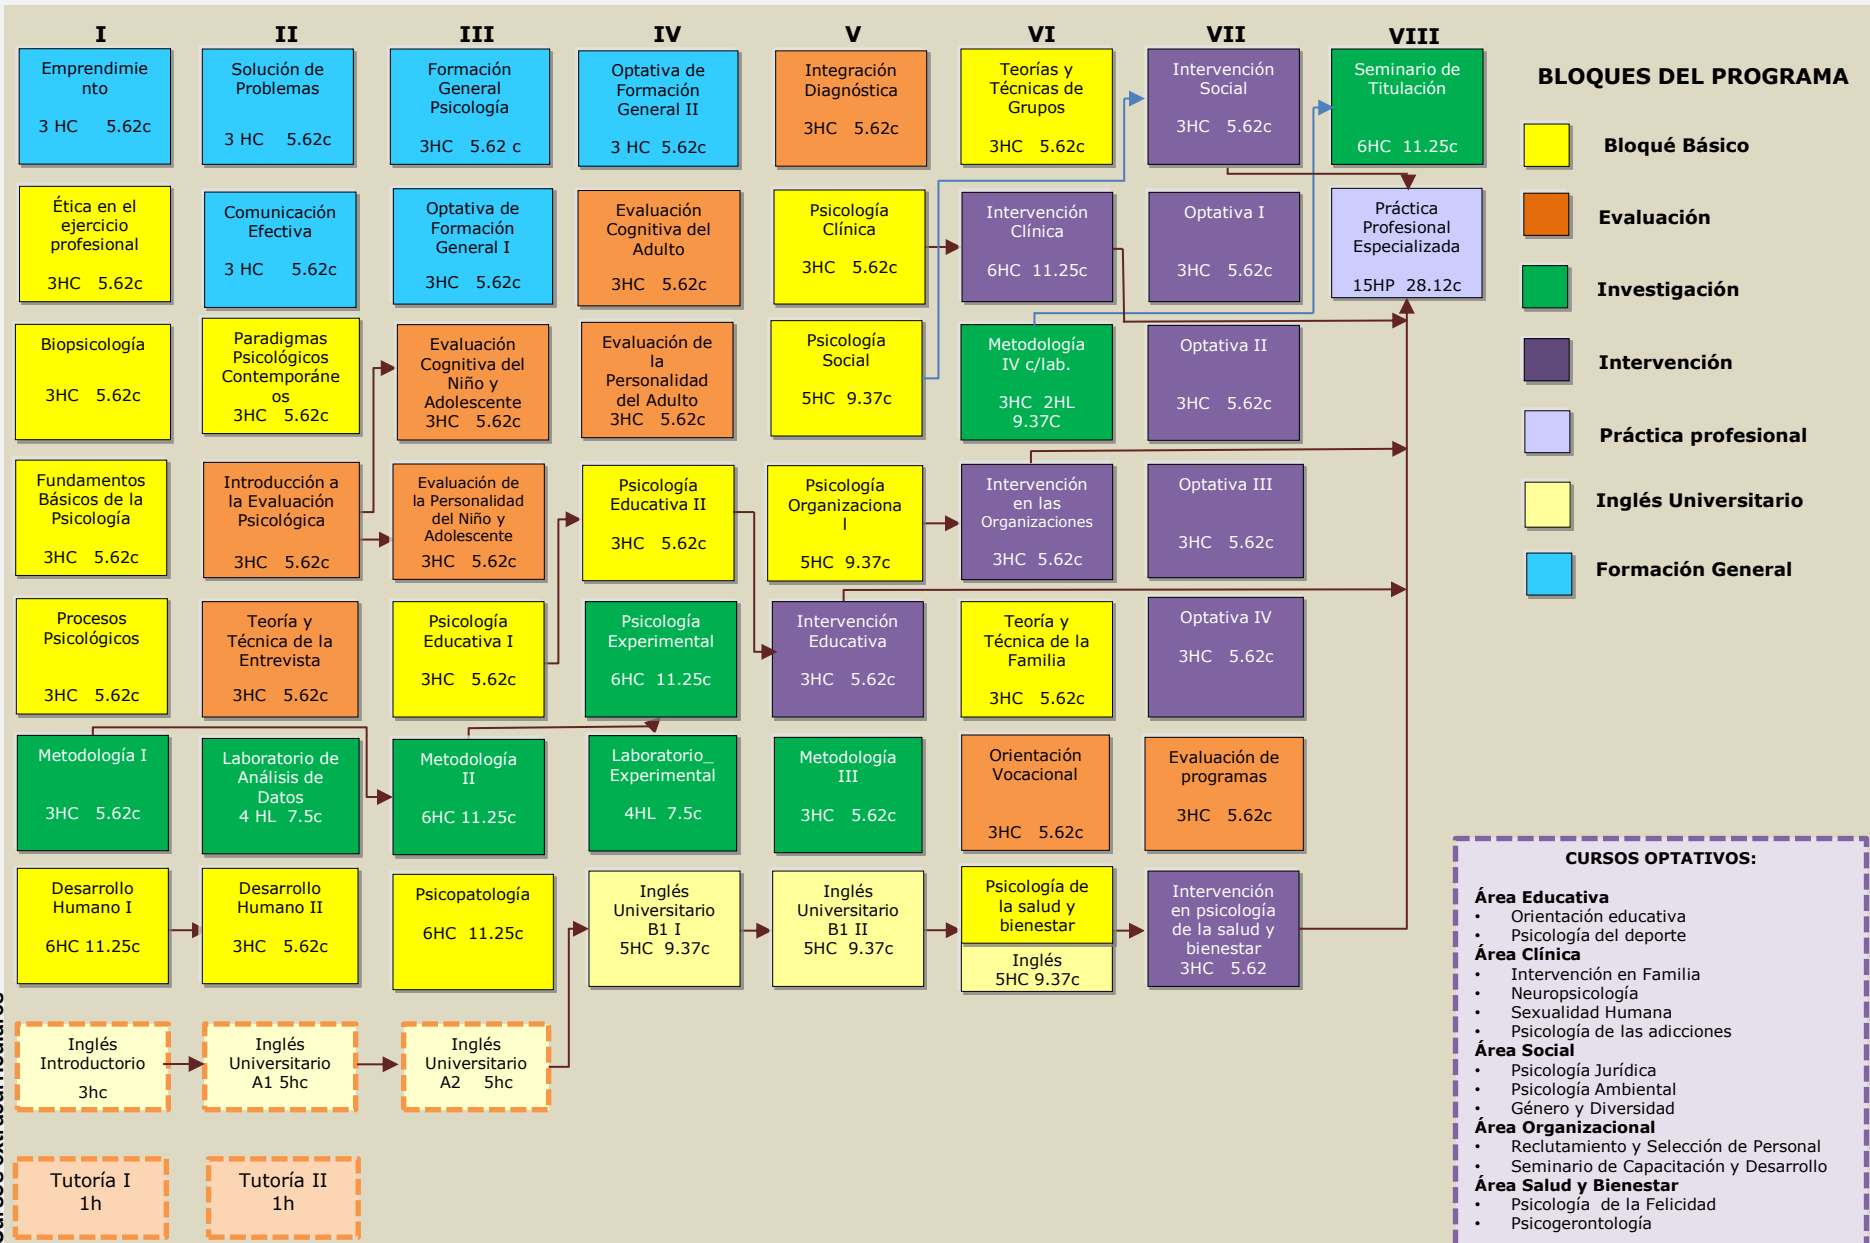 I
II
III
IV
V
VI
VII
VIII
Emprendimie
nto
3 HC 5.62c
Solución de
Problemas
3 HC 5.62c
Formación
General
Psicología
3HC 5.62 c
Optativa de
Formación
General II
3 HC 5.62c
Integración
Diagnóstica
3HC 5.62c
Teorías y
Técnicas de
Grupos
3HC 5.62c
Intervención
Social
3HC 5.62c
Seminario de
Titulación
6HC 11.25c
Ética en el
ejercicio
profesional
3HC 5.62c
Comunicación
Efectiva
3 HC 5.62c
Optativa de
Formación
General I
3HC 5.62c
Evaluación
Cognitiva del
Adulto
3HC 5.62c
Psicología
Clínica
3HC 5.62c
Intervención
Clínica
6HC 11.25c
Optativa I
3HC 5.62c
Práctica
Profesional
Especializada
15HP 28.12c
Biopsicología
3HC 5.62c
Paradigmas
Psicológicos
Contemporáne
os
3HC 5.62c
Evaluación
Cognitiva del
Niño y
Adolescente
3HC 5.62c
Evaluación de
la
Personalidad
del Adulto
3HC 5.62c
Psicología
Social
5HC 9.37c
Metodología
IV c/lab.
3HC 2HL
9.37C
Optativa II
3HC 5.62c
Fundamentos
Básicos de la
Psicología
3HC 5.62c
Introducción a
la Evaluación
Psicológica
3HC 5.62c
Evaluación de
la Personalidad
del Niño y
Adolescente
3HC 5.62c
Psicología
Educativa II
3HC 5.62c
Psicología
Organizaciona
l
5HC 9.37c
Intervención
en las
Organizaciones
3HC 5.62c
Optativa III
3HC 5.62c
Procesos
Psicológicos
3HC 5.62c
Teoría y
Técnica de la
Entrevista
3HC 5.62c
Psicología
Educativa I
3HC 5.62c
Psicología
Experimental
6HC 11.25c
Intervención
Educativa
3HC 5.62c
Teoría y
Técnica de la
Familia
3HC 5.62c
Optativa IV
3HC 5.62c
Metodología I
3HC 5.62c
Laboratorio de
Análisis de
Datos
4 HL 7.5c
Metodología
II
6HC 11.25c
Laboratorio_
Experimental
4HL 7.5c
Metodología
III
3HC 5.62c
Orientación
Vocacional
3HC 5.62c
Evaluación de
programas
3HC 5.62c
Desarrollo
Humano I
6HC 11.25c
Desarrollo
Humano II
3HC 5.62c
Psicopatología
6HC 11.25c
Inglés
Universitario
B1 I
5HC 9.37c
Inglés
Universitario
B1 II
5HC 9.37c
Psicología de
la salud y
bienestar
Inglés
5HC 9.37c
Intervención
en psicología
de la salud y
bienestar
3HC 5.62
Inglés
Introductorio
3hc
Inglés
Universitario
A1 5hc
Inglés
Universitario
A2 5hc
Tutoría I
1h
Tutoría II
1h
Cursos extracurriculares
BLOQUES DEL PROGRAMA
Bloqué Básico
Evaluación
Investigación
Intervención
Práctica profesional
Inglés Universitario
Formación General
CURSOS OPTATIVOS:
Área Educativa
• Orientación educativa
• Psicología del deporte
Área Clínica
• Intervención en Familia
• Neuropsicología
• Sexualidad Humana
• Psicología de las adicciones
Área Social
• Psicología Jurídica
• Psicología Ambiental
• Género y Diversidad
Área Organizacional
• Reclutamiento y Selección de Personal
• Seminario de Capacitación y Desarrollo
Área Salud y Bienestar
• Psicología de la Felicidad
• Psicogerontología